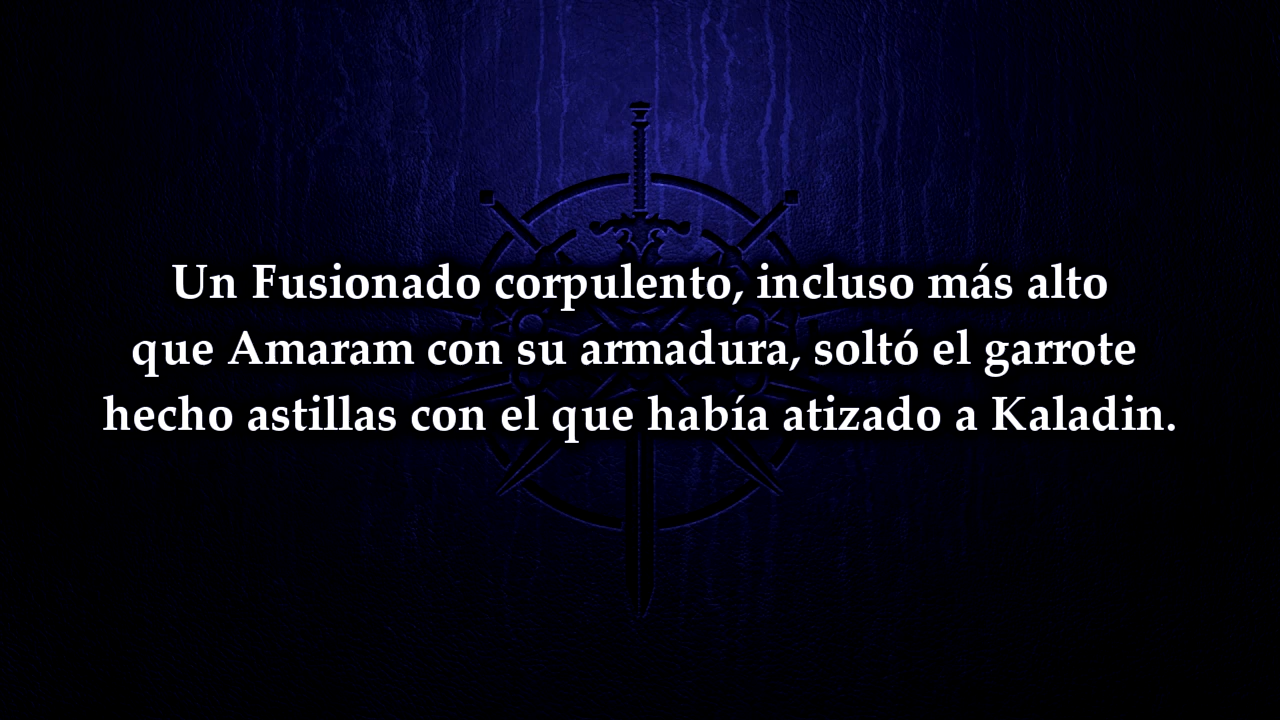 Un Fusionado corpulento, incluso más alto
que Amaram con su armadura, soltó el garrote
hecho astillas con el que había atizado a Kaladin.